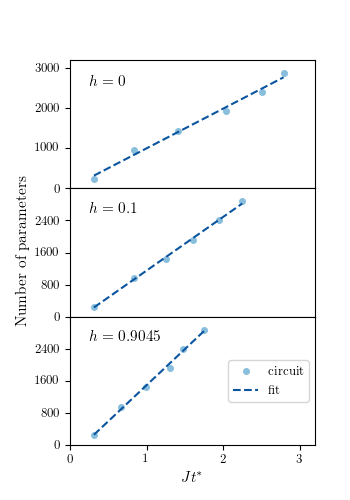 3000
h = 0
2000
1000
0
h = 0.1
2400
1600
800
0
h = 0.9045
2400
circuit
1600
fit
800
0
0
1
2
3
Jt*
Number of parameters